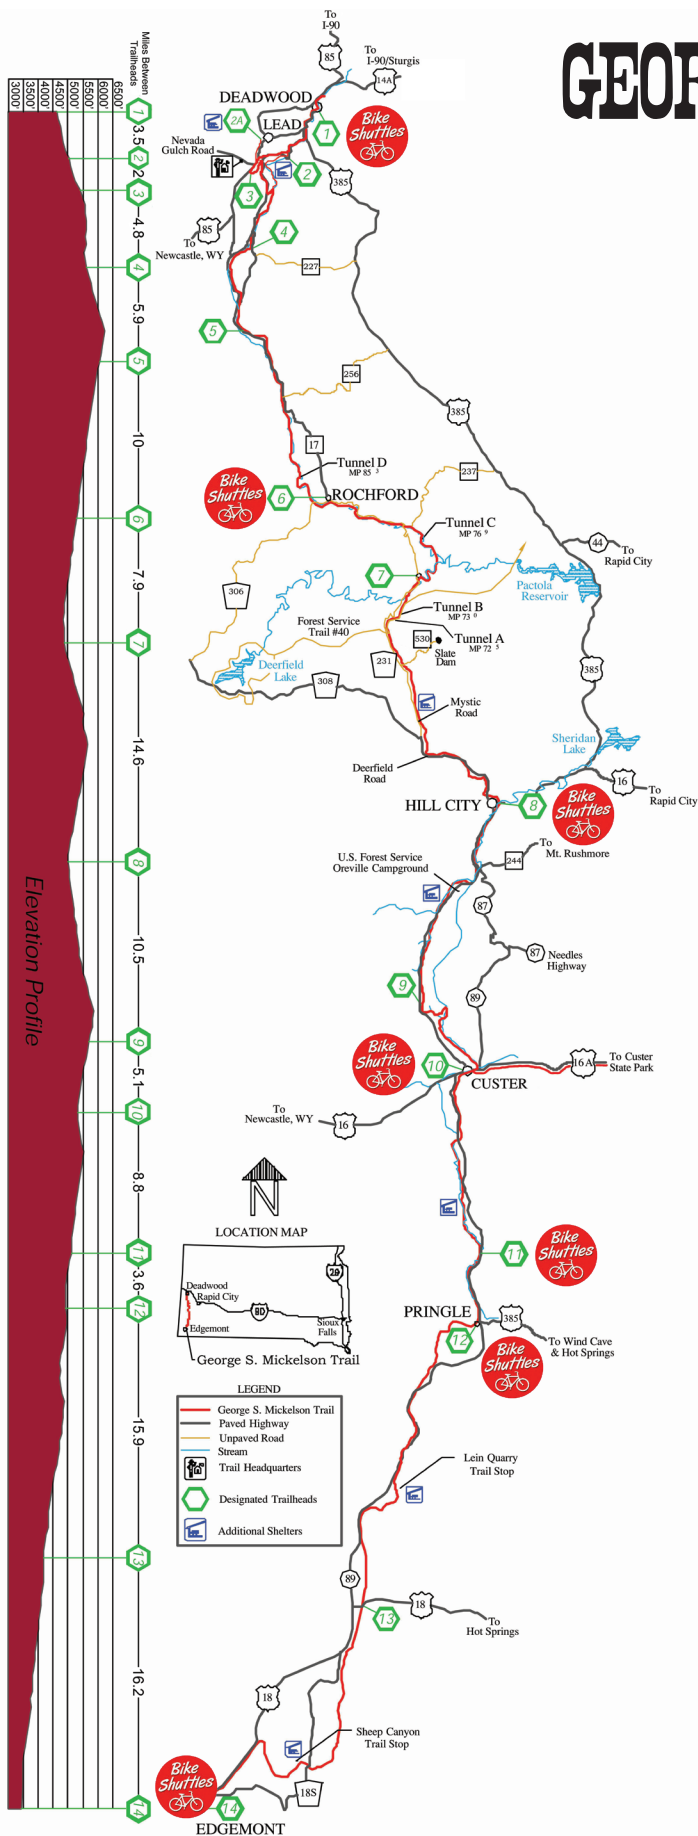 GEOR
Miles Between
Trailheads
6500'
6000'
5500'
5000'
4500'
4000'
3500'
3000'
1
3.5
2
2
3
4.8
4
5.9
5
10
6
7.9
7
14.6
8
10.5
9
5.1
10
8.8
11
3.6
12
15.9
13
16.2
14
Elevation Profile
To
I-90
85
To
I-90/Sturgis
14A
DEADWOOD
2A
LEAD
1
Bike
Shuttles
Nevada
Gulch Road
2
3
385
85
To
Newcastle, WY
4
227
5
256
385
17
Tunnel D
MP 85 3
237
Bike
Shuttles
6
ROCHFORD
Tunnel C
MP 76 9
44
To
Rapid City
7
Pactola
Reservoir
306
Tunnel B
MP 73 0
Forest Service
Trail #40
530
Tunnel A
MP 72 5
Slate
Dam
Deerfield
Lake
231
385
308
Mystic
Road
Sheridan
Lake
Deerfield
Road
16
To
Rapid City
HILL CITY
8
Bike
Shuttles
To
Mt. Rushmore
244
U.S. Forest Service
Oreville Campground
87
87
Needles
Highway
9
89
Bike
Shuttles
10
16A
To Custer
State Park
CUSTER
To
Newcastle, WY
16
11
Bike
Shuttles
LOCATION MAP
29
Deadwood
Rapid City
90
Sioux
Falls
Edgemont
George S. Mickelson Trail
PRINGLE
385
12
To Wind Cave
& Hot Springs
Bike
Shuttles
LEGEND
George S. Mickelson Trail
Paved Highway
Unpaved Road
Stream
Trail Headquarters
Designated Trailheads
Additional Shelters
Lein Quarry
Trail Stop
89
13
18
To
Hot Springs
18
Sheep Canyon
Trail Stop
Bike
Shuttles
18S
14
EDGEMONT
N